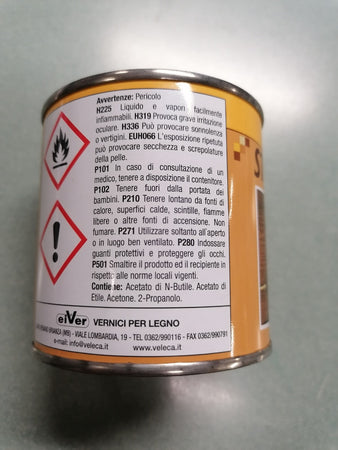 Avvertenze: Pericolo
H225 Liquido e vapori facilmente
infiammabili. H319 Provoca grave irritazione
oculare. H336 Può provocare sonnolenza
o vertigini. EUH066 L'esposizione ripetuta
può provocare secchezza e screpolature
della pelle.
P101 In caso di consultazione di un
medico, tenere a disposizione il contenitore.
P102 Tenere fuori dalla portata dei
bambini. P210 Tenere lontano da fonti di
calore, superfici calde, scintille, fiamme
libere o altre fonti di accensione. Non
fumare. P271 Utilizzare soltanto all'aperto
o in luogo ben ventilato. P280 Indossare
guanti protettivi e proteggere gli occhi.
P501 Smaltire il prodotto ed il recipiente in
rispetto alle norme locali vigenti.
Contiene: Acetato di N-Butile. Acetato di
Etile. Acetone. 2-Propanolo.
eiVer VERNICI PER LEGNO
BRIANZA (MB) - VIALE LOMBARDIA, 19 - TEL 0362/990116 - FAX 0362/990791
e-mail: info@veleca.it - www.veleca.it
S